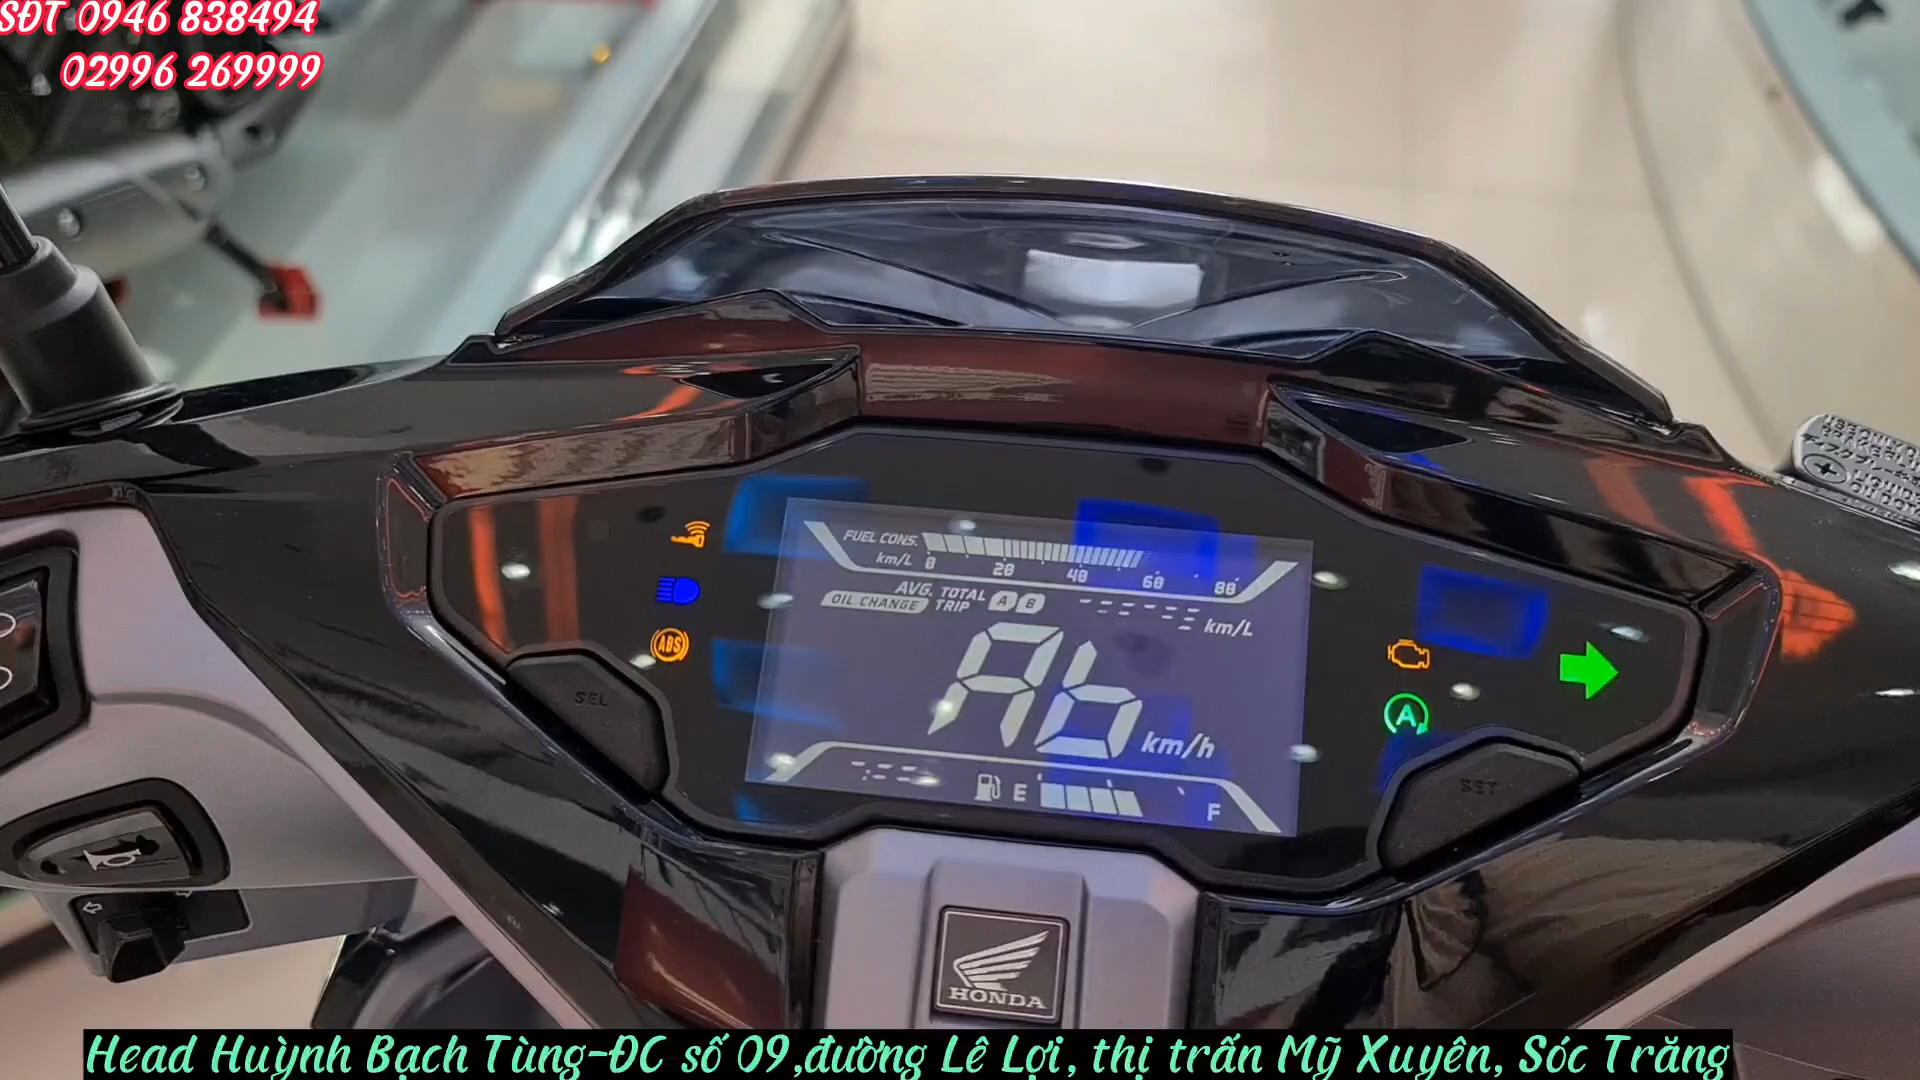 SĐT 0946 838494
02996 269999
FUEL CONS.
km/L 0 20 40 60 80
AVG. TOTAL
OIL CHANGE TRIP A B
km/L
ABS
SEL
A
km/h
SET
E F
HONDA
Head Huỳnh Bạch Tùng-ĐC số 09,đường Lê Lợi, thị trấn Mỹ Xuyên, Sóc Trăng